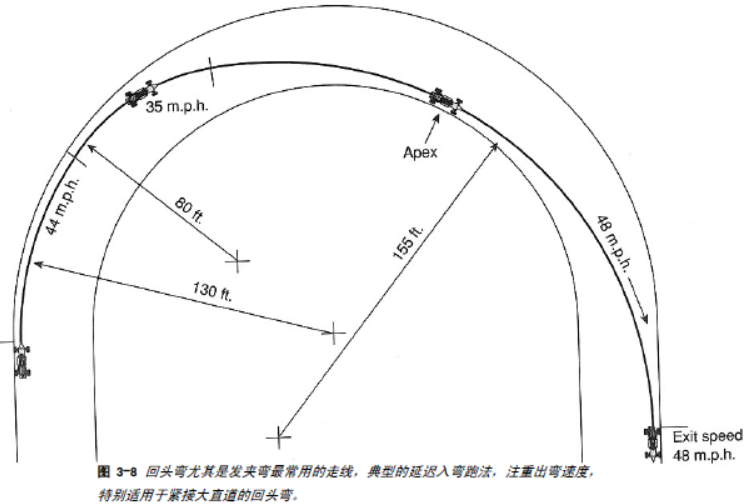 35 m.p.h.
Apex
44 m.p.h.
80 ft.
155 ft.
48 m.p.h.
130 ft.
Exit speed
48 m.p.h.
图 3-8 回头弯尤其是发夹弯最常用的走线，典型的延迟入弯跑法，注重出弯速度，
特别适用于紧接大直道的回头弯。